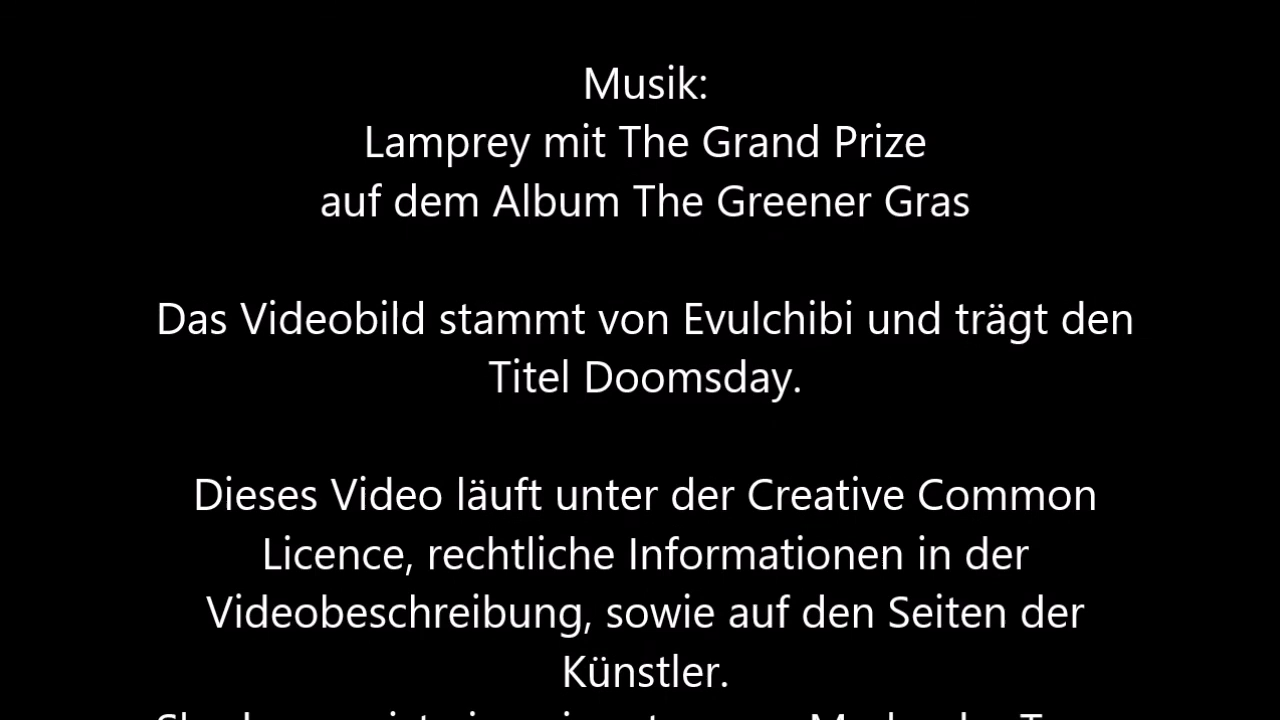 Musik:
Lamprey mit The Grand Prize
auf dem Album The Greener Gras
Das Videobild stammt von Evulchibi und trägt den
Titel Doomsday.
Dieses Video läuft unter der Creative Common
Licence, rechtliche Informationen in der
Videobeschreibung, sowie auf den Seiten der
Künstler.